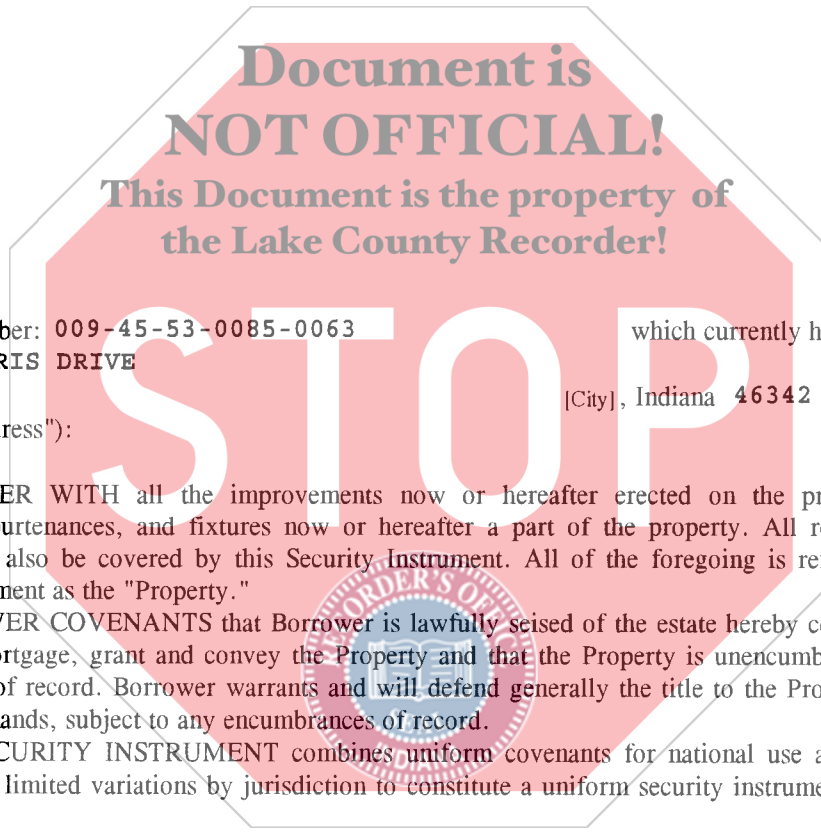 Document is
NOT OFFICIAL!
This Document is the property of
the Lake County Recorder!
STOP
ber: 009-45-53-0085-0063 which currently h
RIS DRIVE
[City], Indiana 46342
ress"):
ER WITH all the improvements now or hereafter erected on the pr
urtenances, and fixtures now or hereafter a part of the property. All r
also be covered by this Security Instrument. All of the foregoing is re
nent as the "Property."
VER COVENANTS that Borrower is lawfully seised of the estate hereby c
ortgage, grant and convey the Property and that the Property is unencumb
of record. Borrower warrants and will defend generally the title to the Pro
ands, subject to any encumbrances of record.
CURITY INSTRUMENT combines uniform covenants for national use a
limited variations by jurisdiction to constitute a uniform security instrume
RECORDER'S OFFICE
INDIANA